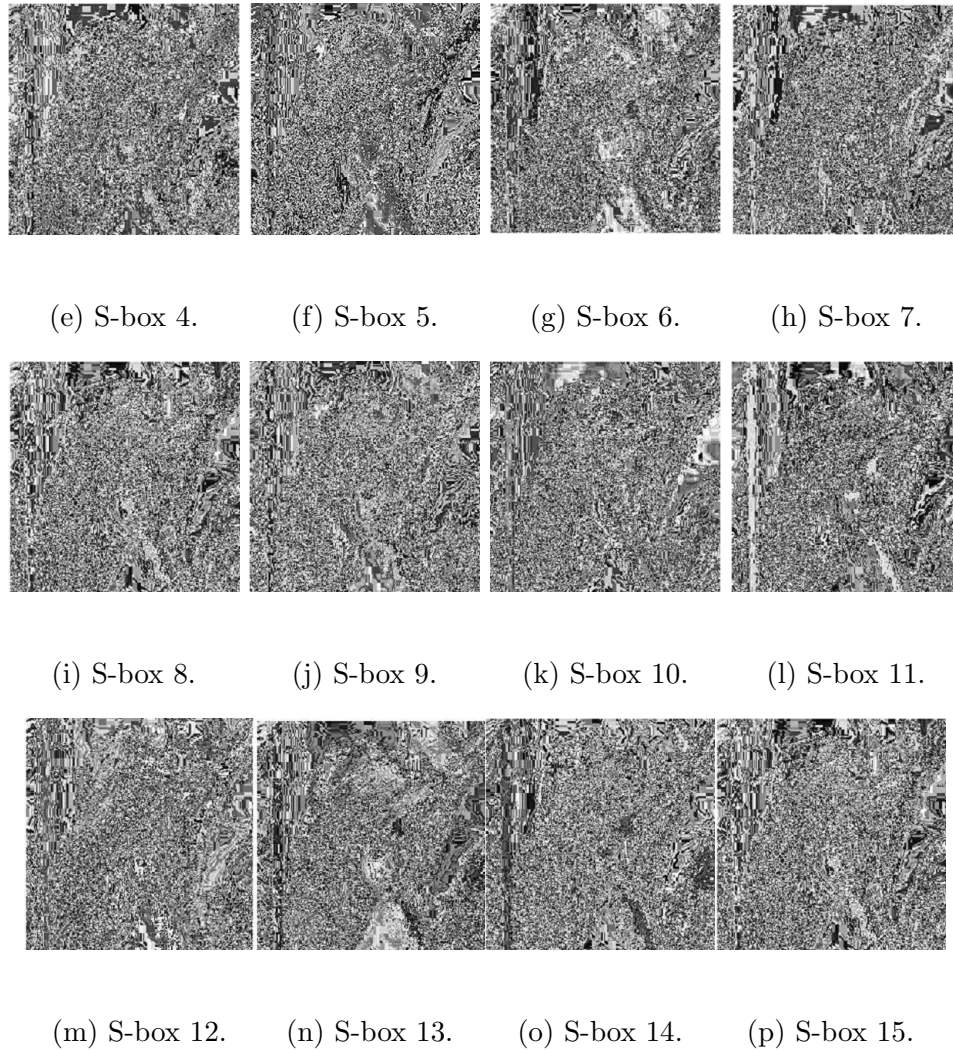 (e) S-box 4. (f) S-box 5. (g) S-box 6. (h) S-box 7.
(i) S-box 8. (j) S-box 9. (k) S-box 10. (l) S-box 11.
(m) S-box 12. (n) S-box 13. (o) S-box 14. (p) S-box 15.